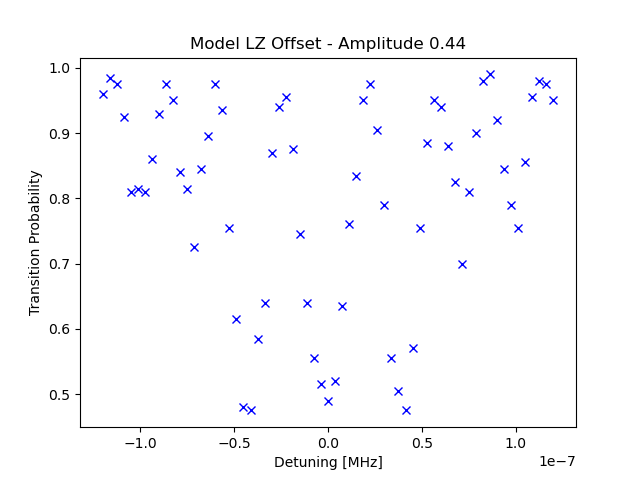 Model LZ Offset - Amplitude 0.44
Transition Probability
1.0
0.9
0.8
0.7
0.6
0.5
−1.0 −0.5 0.0 0.5 1.0
1e−7
Detuning [MHz]